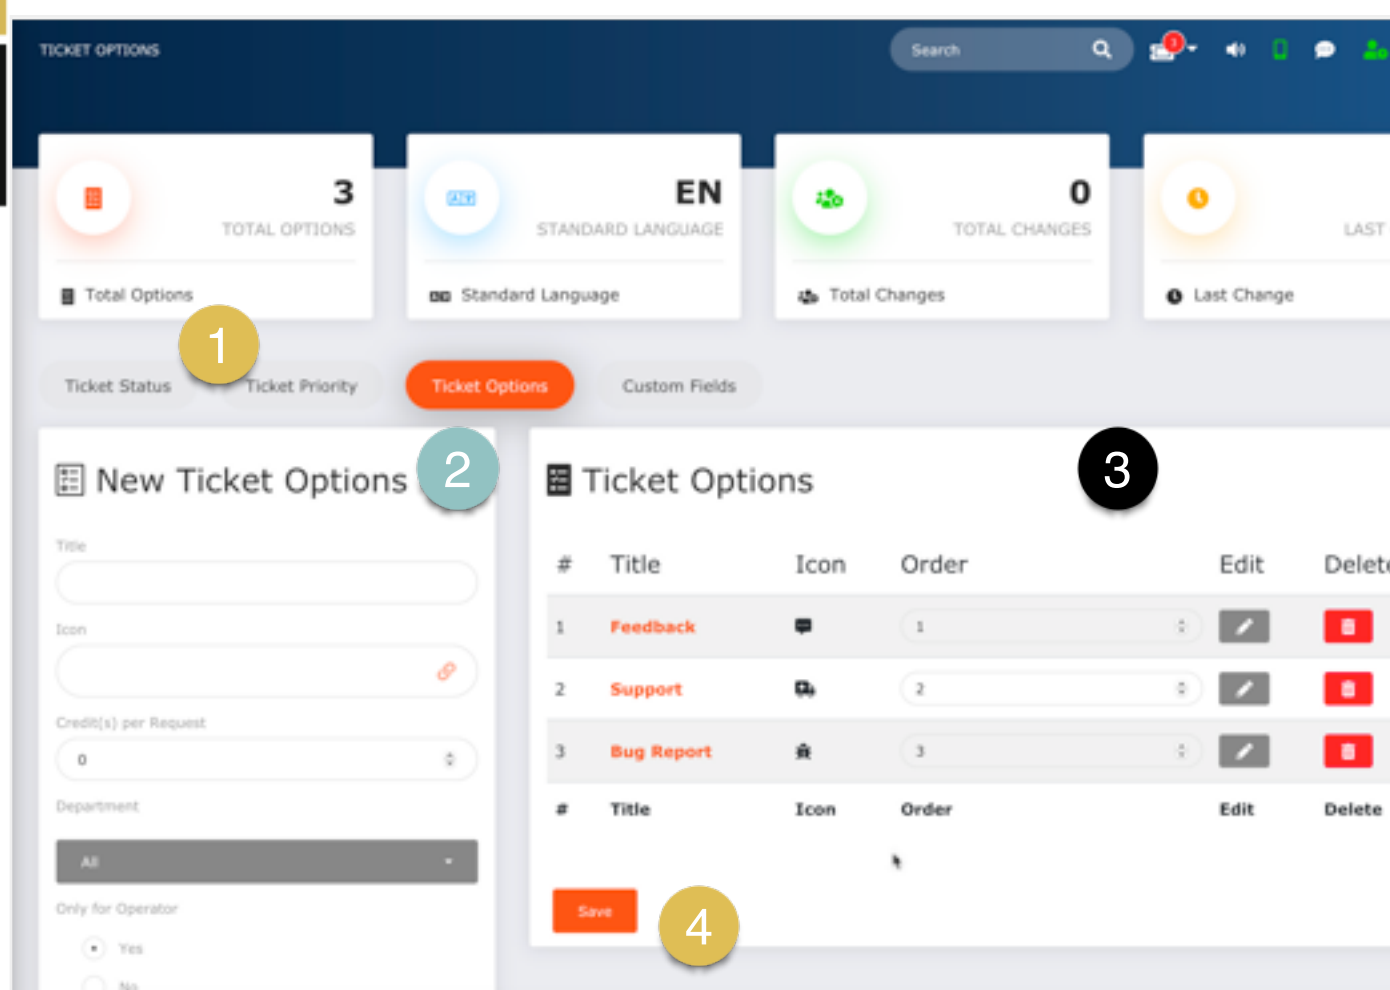 TICKET OPTIONS
Search
3
TOTAL OPTIONS
Total Options
EN
STANDARD LANGUAGE
Standard Language
0
TOTAL CHANGES
Total Changes
LAST
Last Change
1
Ticket Status
Ticket Priority
Ticket Options
Custom Fields
New Ticket Options
2
Title
Icon
Credit(s) per Request
0
Department
All
Only for Operator
Yes
No
Ticket Options
3
# Title Icon Order Edit Delete
1 Feedback 1
2 Support 2
3 Bug Report 3
# Title Icon Order Edit Delete
Save
4